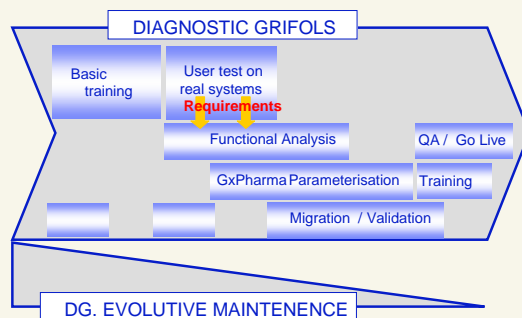 DIAGNOSTIC GRIFOLS
Basic
training
User test on
real systems
Requirements
Functional Analysis
QA / Go Live
GxPharma Parameterisation
Training
Migration / Validation
DG. EVOLUTIVE MAINTENENCE